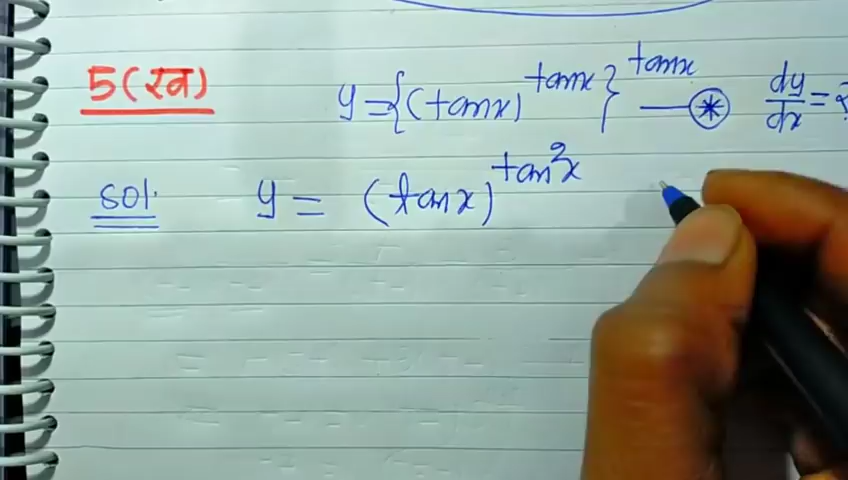 5(ख) y={(tanx)^tanx}^tanx —⊛ dy/dx=?
sol. y = (tanx)^tan²x